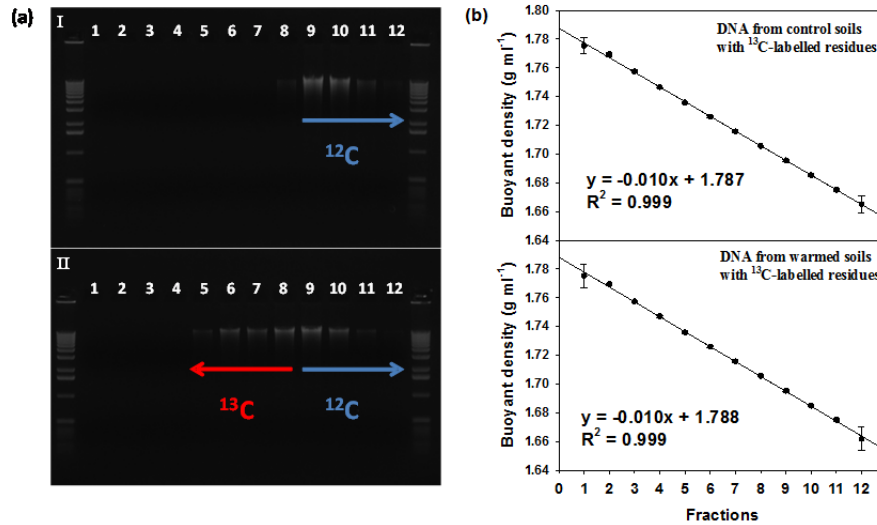 (a)
I
1 2 3 4 5 6 7 8 9 10 11 12
¹²C
II
1 2 3 4 5 6 7 8 9 10 11 12
¹³C ¹²C
(b)
Buoyant density (g ml⁻¹)
1.80
1.78
1.76
1.74
1.72
1.70
1.68
1.66
1.64
DNA from control soils
with ¹³C-labelled residues
y = -0.010x + 1.787
R² = 0.999
Buoyant density (g ml⁻¹)
1.78
1.76
1.74
1.72
1.70
1.68
1.66
1.64
DNA from warmed soils
with ¹³C-labelled residues
y = -0.010x + 1.788
R² = 0.999
0 1 2 3 4 5 6 7 8 9 10 11 12
Fractions